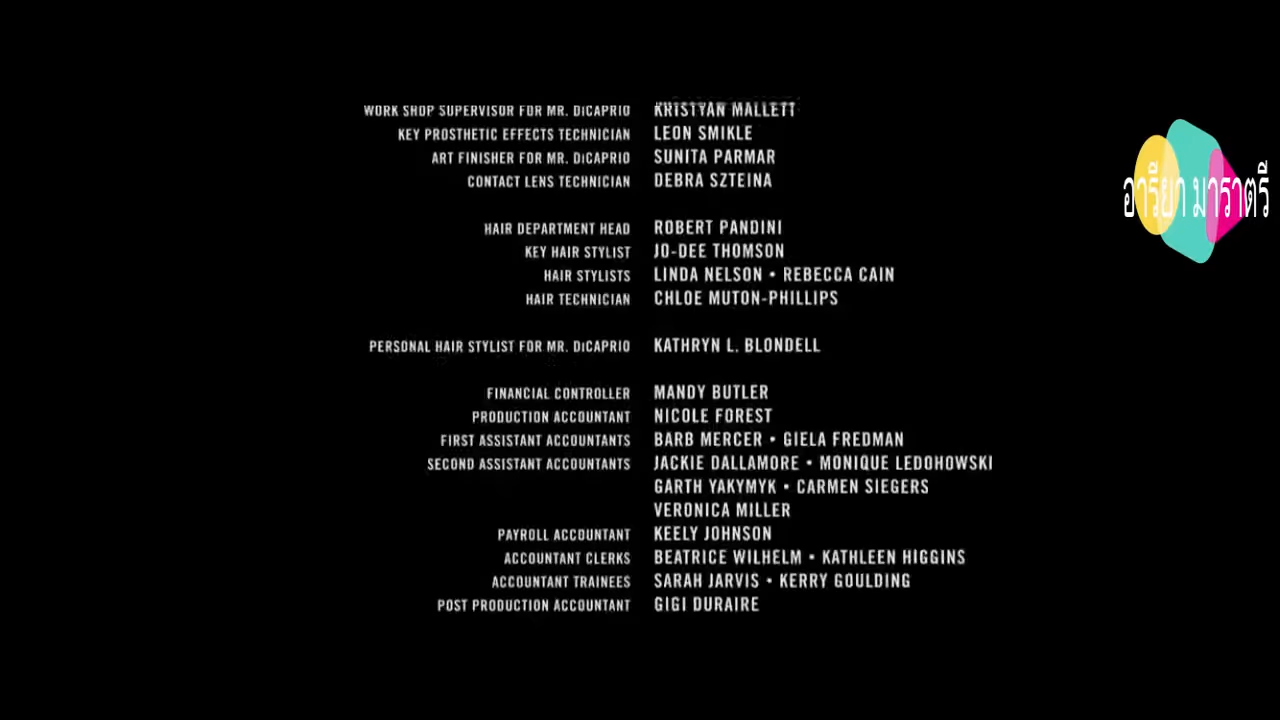 WORK SHOP SUPERVISOR FOR MR. DiCAPRIO KRISTYAN MALLETT
KEY PROSTHETIC EFFECTS TECHNICIAN LEON SMIKLE
ART FINISHER FOR MR. DiCAPRIO SUNITA PARMAR
CONTACT LENS TECHNICIAN DEBRA SZTEINA
HAIR DEPARTMENT HEAD ROBERT PANDINI
KEY HAIR STYLIST JO-DEE THOMSON
HAIR STYLISTS LINDA NELSON • REBECCA CAIN
HAIR TECHNICIAN CHLOE MUTON-PHILLIPS
PERSONAL HAIR STYLIST FOR MR. DiCAPRIO KATHRYN L. BLONDELL
FINANCIAL CONTROLLER MANDY BUTLER
PRODUCTION ACCOUNTANT NICOLE FOREST
FIRST ASSISTANT ACCOUNTANTS BARB MERCER • GIELA FREDMAN
SECOND ASSISTANT ACCOUNTANTS JACKIE DALLAMORE • MONIQUE LEDOHOWSKI
GARTH YAKYMYK • CARMEN SIEGERS
VERONICA MILLER
PAYROLL ACCOUNTANT KEELY JOHNSON
ACCOUNTANT CLERKS BEATRICE WILHELM • KATHLEEN HIGGINS
ACCOUNTANT TRAINEES SARAH JARVIS • KERRY GOULDING
POST PRODUCTION ACCOUNTANT GIGI DURAIRE
อารียา มาราตรี